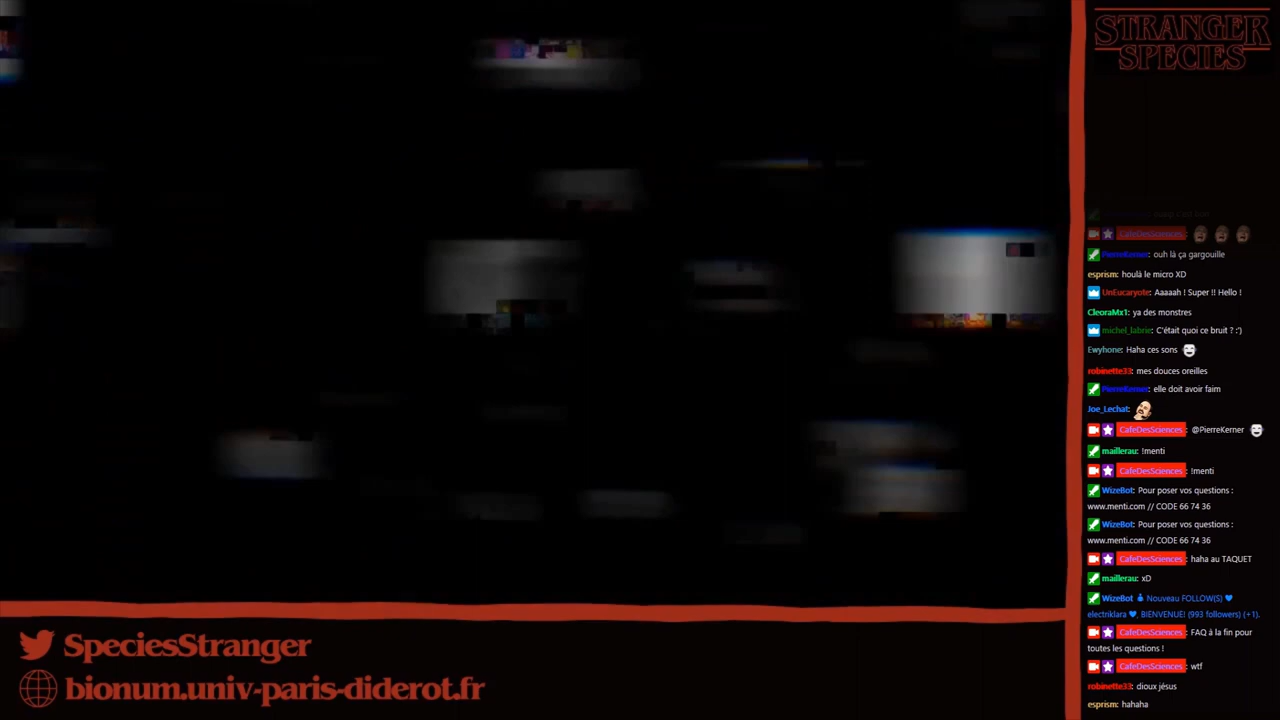 STRANGER
SPECIES
CafeDesSciences:
PierreKerner: ouh là ça gargouille
esprism: houlà le micro XD
UnEucaryote: Aaaaah ! Super !! Hello !
CleoraMx1: ya des monstres
michel_labrie: C'était quoi ce bruit ? :')
Ewyhone: Haha ces sons
robinette33: mes douces oreilles
PierreKerner: elle doit avoir faim
Joe_Lechat:
CafeDesSciences: @PierreKerner
maillerau: !menti
CafeDesSciences: !menti
WizeBot: Pour poser vos questions :
www.menti.com // CODE 66 74 36
WizeBot: Pour poser vos questions :
www.menti.com // CODE 66 74 36
CafeDesSciences: haha au TAQUET
maillerau: xD
WizeBot Nouveau FOLLOW(S)
electriklara , BIENVENUE! (993 followers) (+1).
CafeDesSciences: FAQ à la fin pour
toutes les questions !
CafeDesSciences: wtf
robinette33: dioux jésus
esprism: hahaha
SpeciesStranger
bionum.univ-paris-diderot.fr